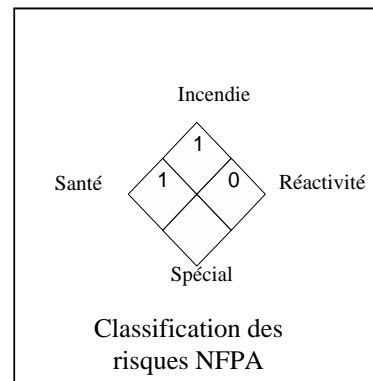 Incendie
1
Santé 1 0 Réactivité
Spécial
Classification des
risques NFPA